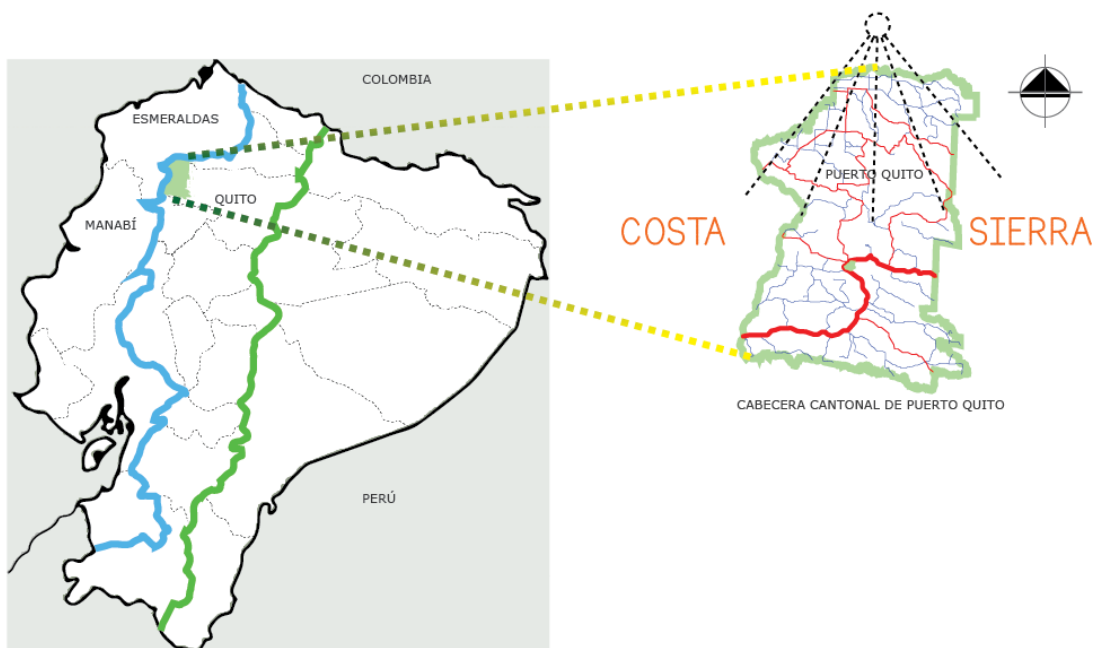 COLOMBIA
ESMERALDAS
QUITO
MANABÍ
PERÚ
PUERTO QUITO
COSTA
SIERRA
CABECERA CANTONAL DE PUERTO QUITO